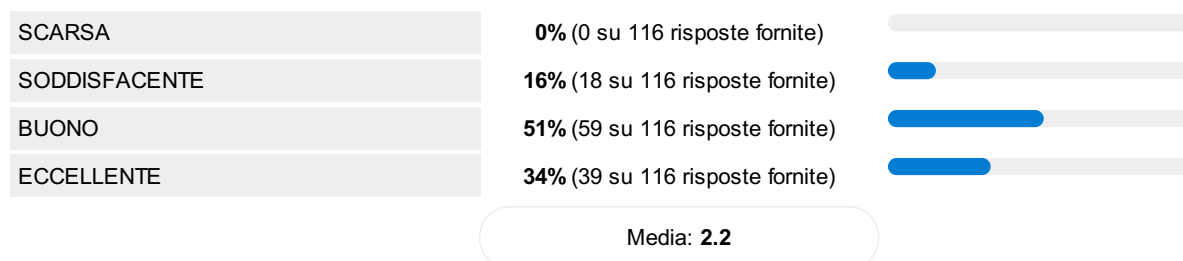 SCARSA 0% (0 su 116 risposte fornite)
SODDISFACENTE 16% (18 su 116 risposte fornite)
BUONO 51% (59 su 116 risposte fornite)
ECCELLENTE 34% (39 su 116 risposte fornite)
Media: 2.2